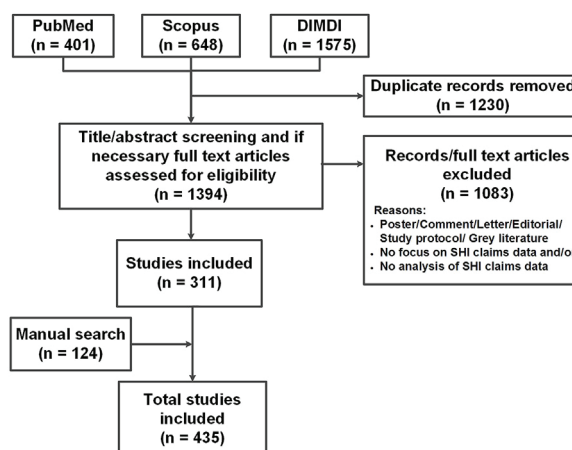 PubMed
(n = 401)
Scopus
(n = 648)
DIMDI
(n = 1575)
Duplicate records removed
(n = 1230)
Title/abstract screening and if
necessary full text articles
assessed for eligibility
(n = 1394)
Records/full text articles
excluded
(n = 1083)
Reasons:
• Poster/Comment/Letter/Editorial/
Study protocol/ Grey literature
• No focus on SHI claims data and/o
• No analysis of SHI claims data
Studies included
(n = 311)
Manual search
(n = 124)
Total studies
included
(n = 435)